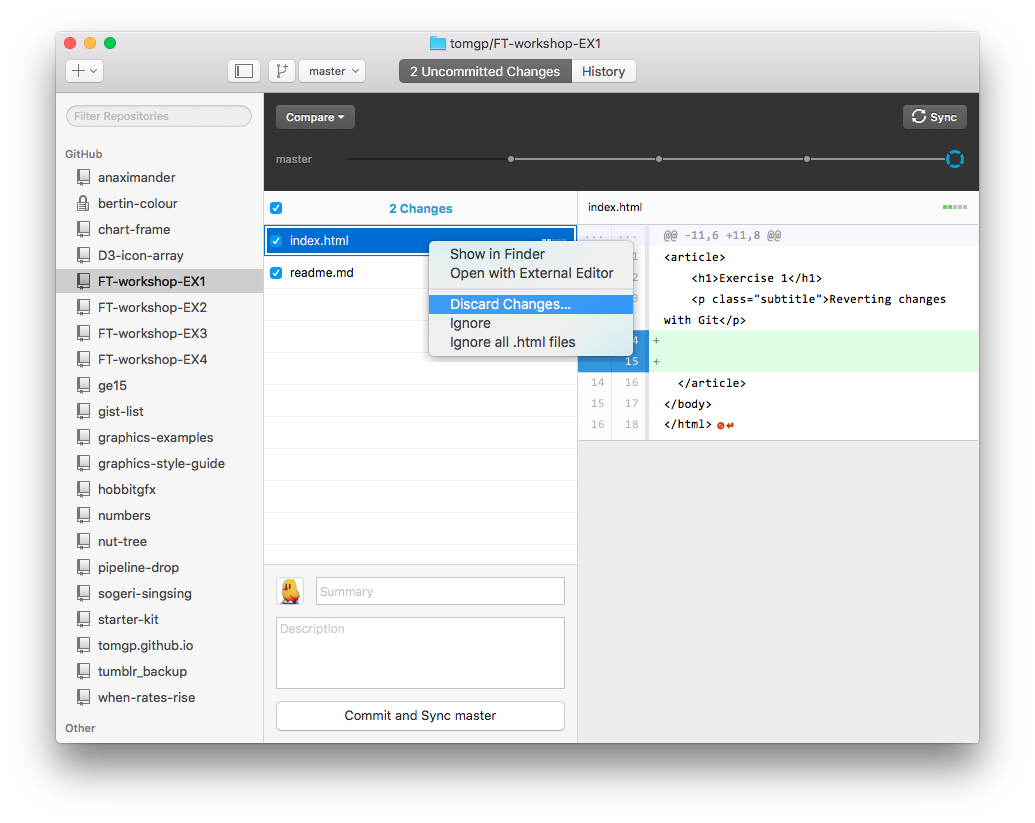 tomgp/FT-workshop-EX1
master
2 Uncommitted Changes
History
Filter Repositories
GitHub
anaximander
bertin-colour
chart-frame
D3-icon-array
FT-workshop-EX1
FT-workshop-EX2
FT-workshop-EX3
FT-workshop-EX4
ge15
gist-list
graphics-examples
graphics-style-guide
hobbitgfx
numbers
nut-tree
pipeline-drop
sogeri-singsing
starter-kit
tomgp.github.io
tumblr_backup
when-rates-rise
Other
Compare
Sync
master
2 Changes
index.html
readme.md
Show in Finder
Open with External Editor
Discard Changes...
Ignore
Ignore all .html files
Summary
Description
Commit and Sync master
index.html
... ... @@ -11,6 +11,8 @@
<article>
<h1>Exercise 1</h1>
<p class="subtitle">Reverting changes
with Git</p>
+
15 +
14 16 </article>
15 17 </body>
16 18 </html>